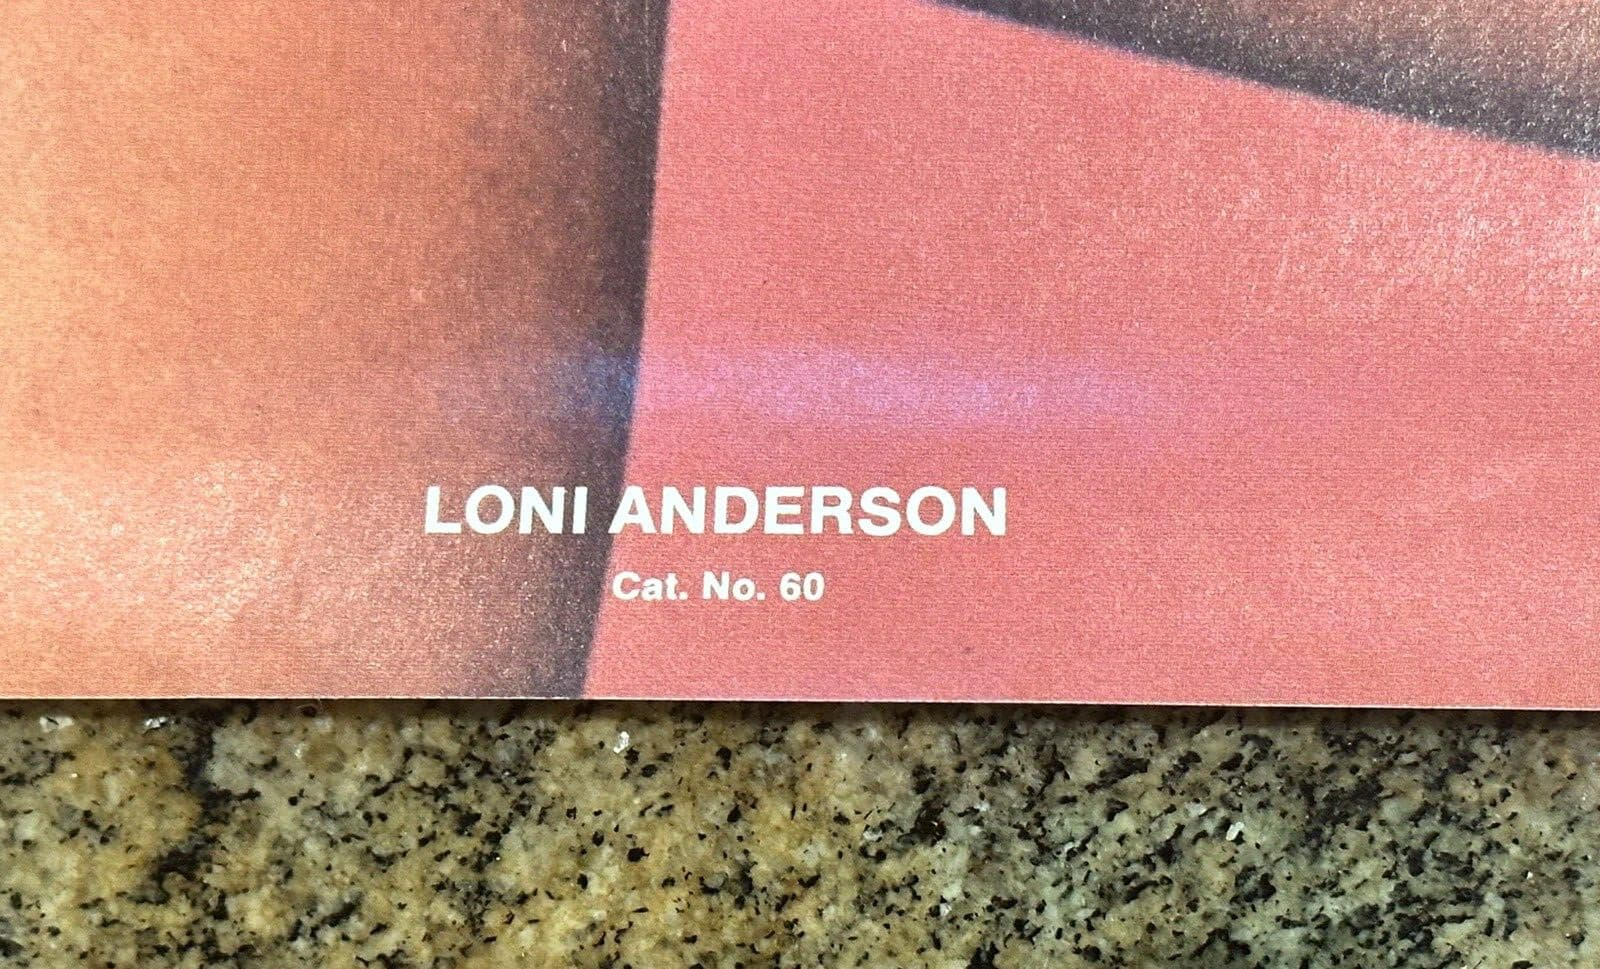 LONI ANDERSON
Cat. No. 60